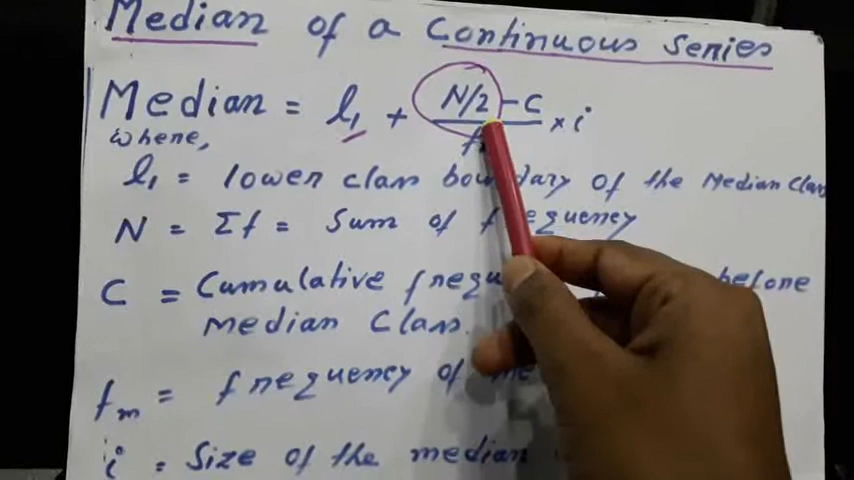 Median of a Continuous Series
Median = l₁ + N/2 - C / f × i
where,
l₁ = lower class boundary of the Median Class
N = Σf = Sum of frequency
C = Cumulative frequ before
median Class.
fm = frequency of
i = Size of the median